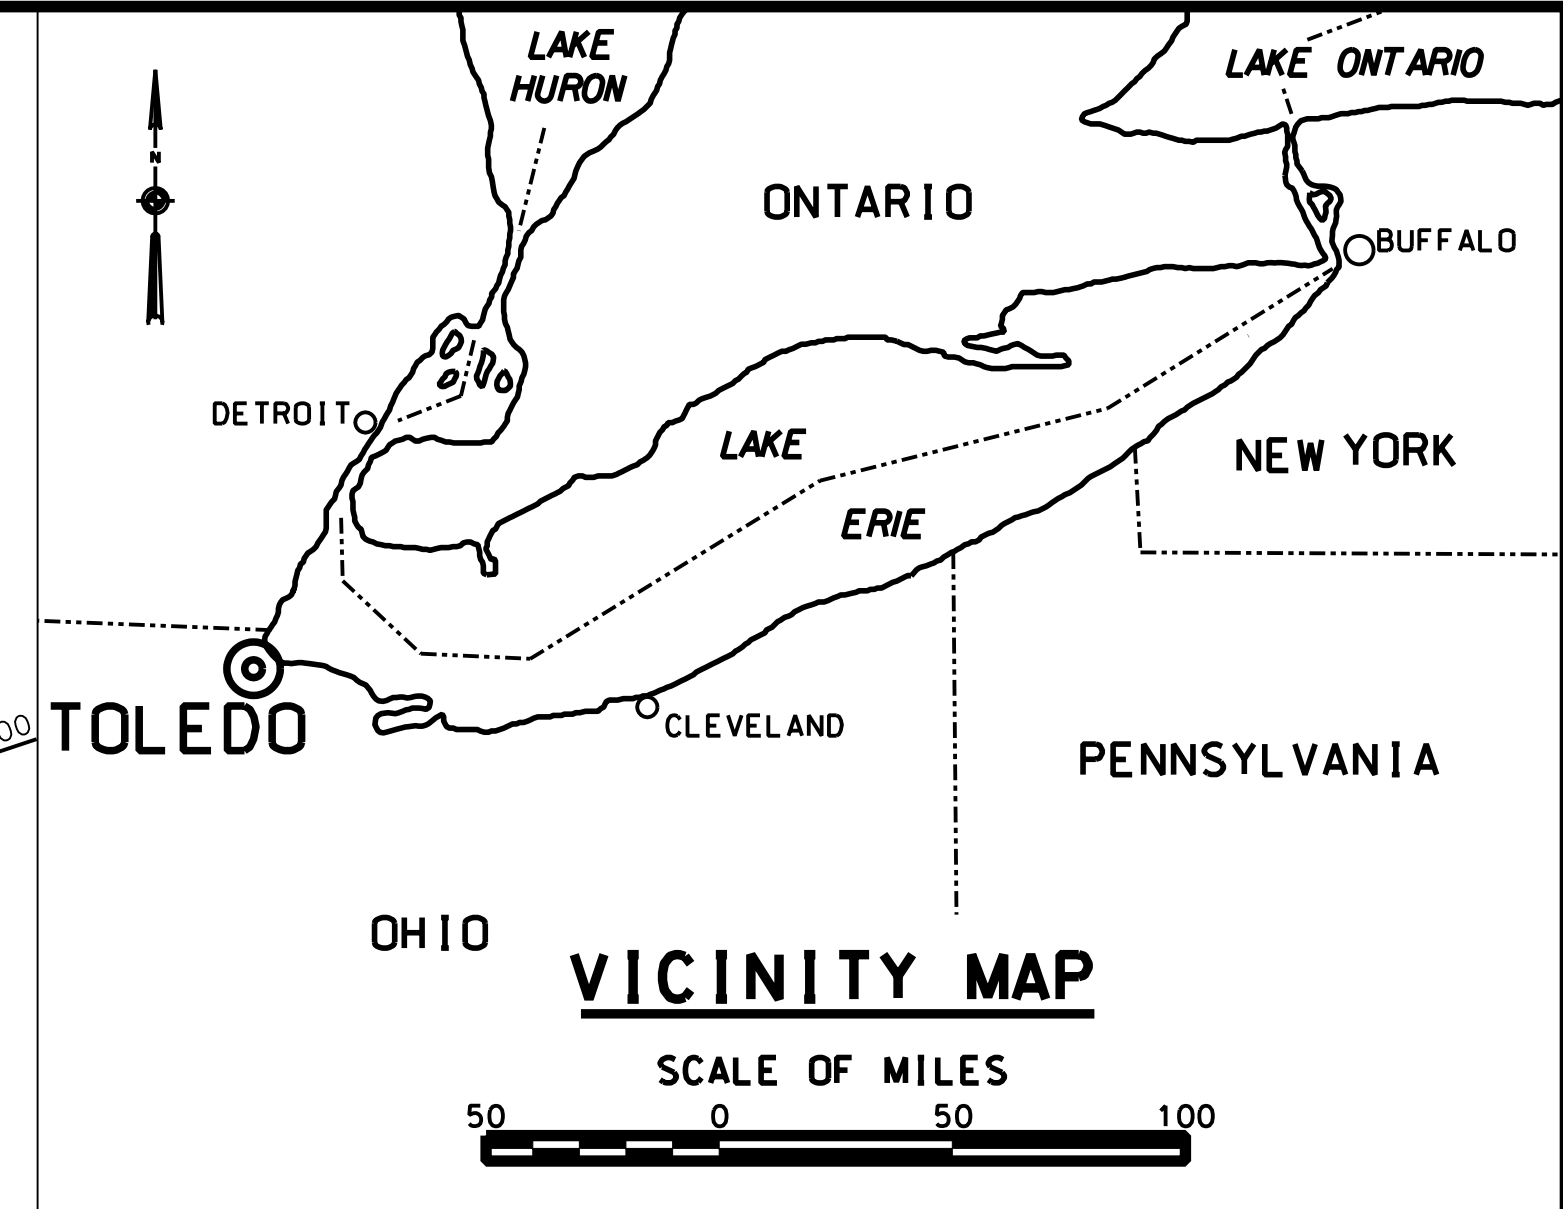 LAKE
HURON
LAKE ONTARIO
N
ONTARIO
BUFFALO
DETROIT
LAKE
ERIE
NEW YORK
TOLEDO
CLEVELAND
PENNSYLVANIA
OHIO
VICINITY MAP
SCALE OF MILES
50 0 50 100